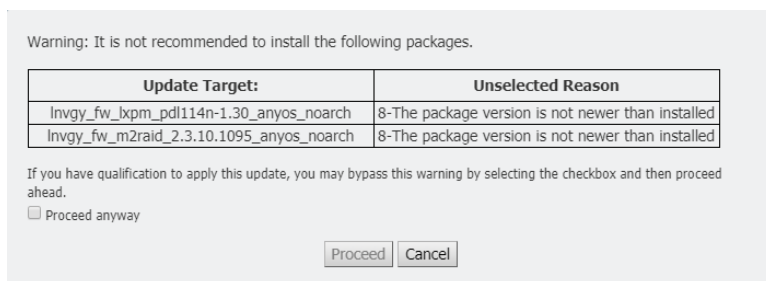 Warning: It is not recommended to install the following packages.
Update Target: Unselected Reason
lnvgy_fw_lxpm_pdl114n-1.30_anyos_noarch 8-The package version is not newer than installed
lnvgy_fw_m2raid_2.3.10.1095_anyos_noarch 8-The package version is not newer than installed
If you have qualification to apply this update, you may bypass this warning by selecting the checkbox and then proceed
ahead.
Proceed anyway
Proceed Cancel